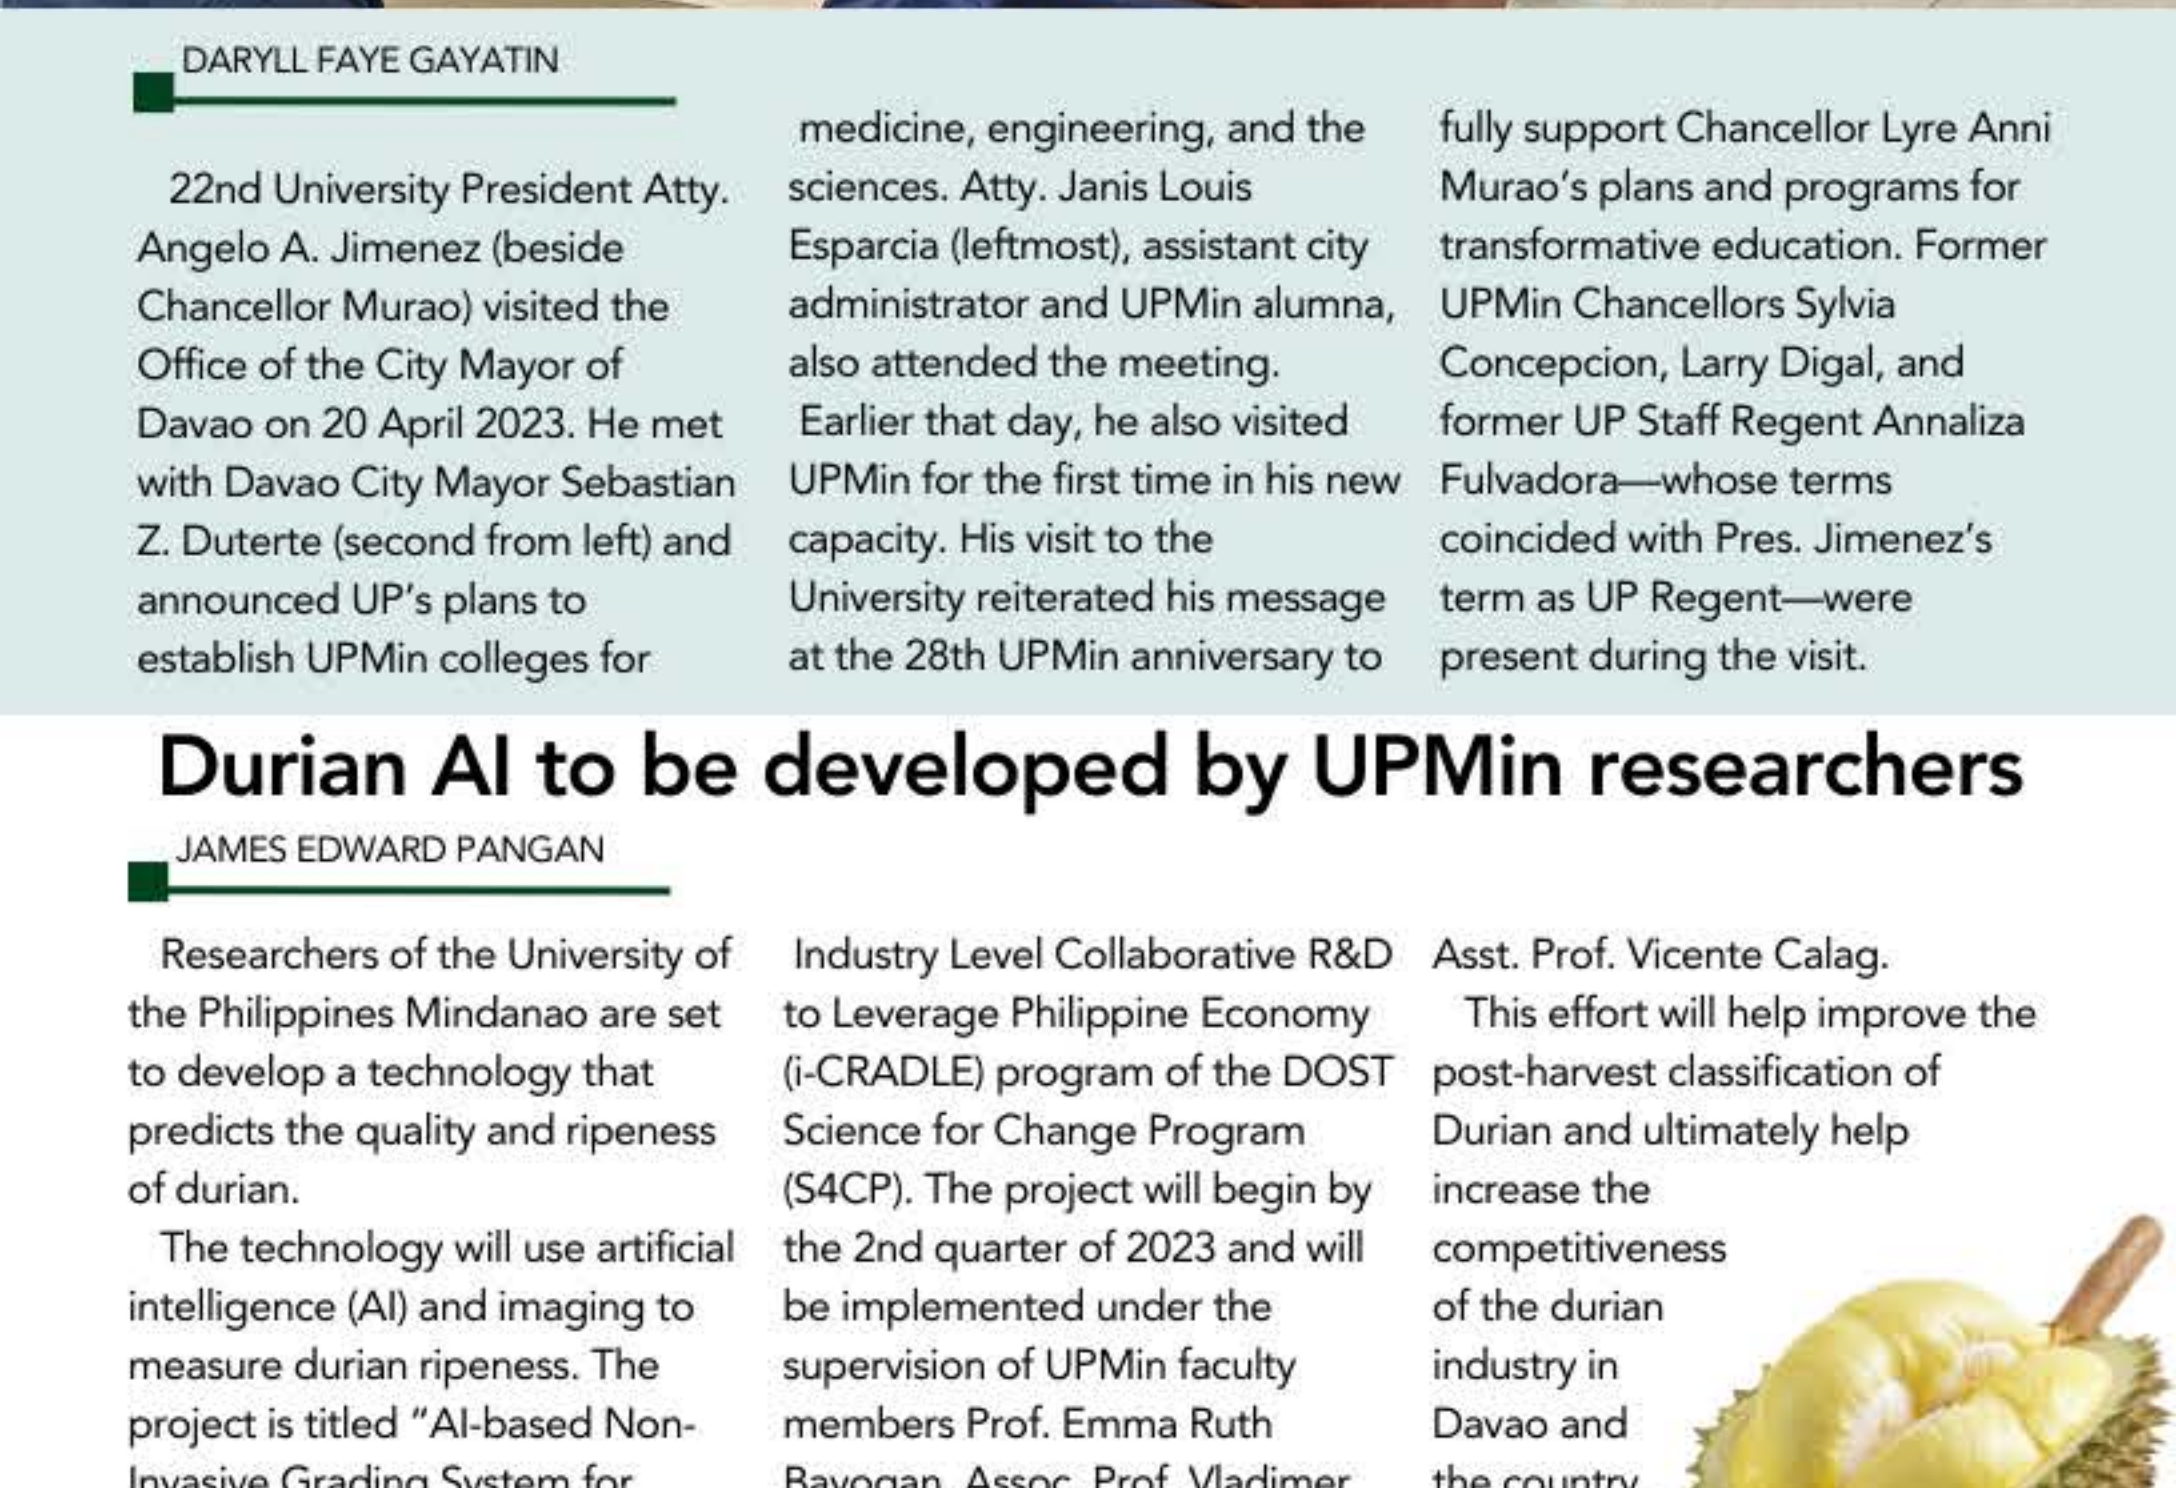 DARYLL FAYE GAYATIN
22nd University President Atty.
Angelo A. Jimenez (beside
Chancellor Murao) visited the
Office of the City Mayor of
Davao on 20 April 2023. He met
with Davao City Mayor Sebastian
Z. Duterte (second from left) and
announced UP's plans to
establish UPMin colleges for
medicine, engineering, and the
sciences. Atty. Janis Louis
Esparcia (leftmost), assistant city
administrator and UPMin alumna,
also attended the meeting.
Earlier that day, he also visited
UPMin for the first time in his new
capacity. His visit to the
University reiterated his message
at the 28th UPMin anniversary to
fully support Chancellor Lyre Anni
Murao's plans and programs for
transformative education. Former
UPMin Chancellors Sylvia
Concepcion, Larry Digal, and
former UP Staff Regent Annaliza
Fulvadora—whose terms
coincided with Pres. Jimenez's
term as UP Regent—were
present during the visit.
Durian AI to be developed by UPMin researchers
JAMES EDWARD PANGAN
Researchers of the University of
the Philippines Mindanao are set
to develop a technology that
predicts the quality and ripeness
of durian.
The technology will use artificial
intelligence (AI) and imaging to
measure durian ripeness. The
project is titled "AI-based Non-
Invasive Grading System for
Industry Level Collaborative R&D
to Leverage Philippine Economy
(i-CRADLE) program of the DOST
Science for Change Program
(S4CP). The project will begin by
the 2nd quarter of 2023 and will
be implemented under the
supervision of UPMin faculty
members Prof. Emma Ruth
Bayogan, Assoc. Prof. Vladimer
Asst. Prof. Vicente Calag.
This effort will help improve the
post-harvest classification of
Durian and ultimately help
increase the
competitiveness
of the durian
industry in
Davao and
the country